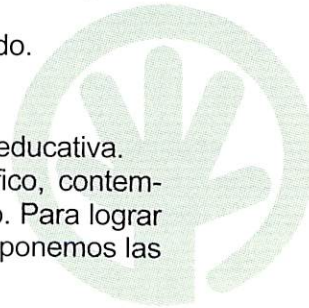 do.
educativa.
fico, contem-
o. Para lograr
ponemos las